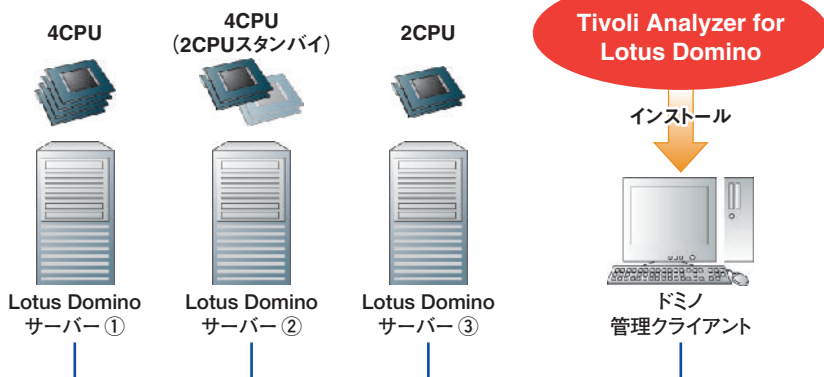 4CPU
4CPU
（2CPUスタンバイ）
2CPU
Tivoli Analyzer for
Lotus Domino
インストール
Lotus Domino
サーバー①
Lotus Domino
サーバー②
Lotus Domino
サーバー③
ドミノ
管理クライアント